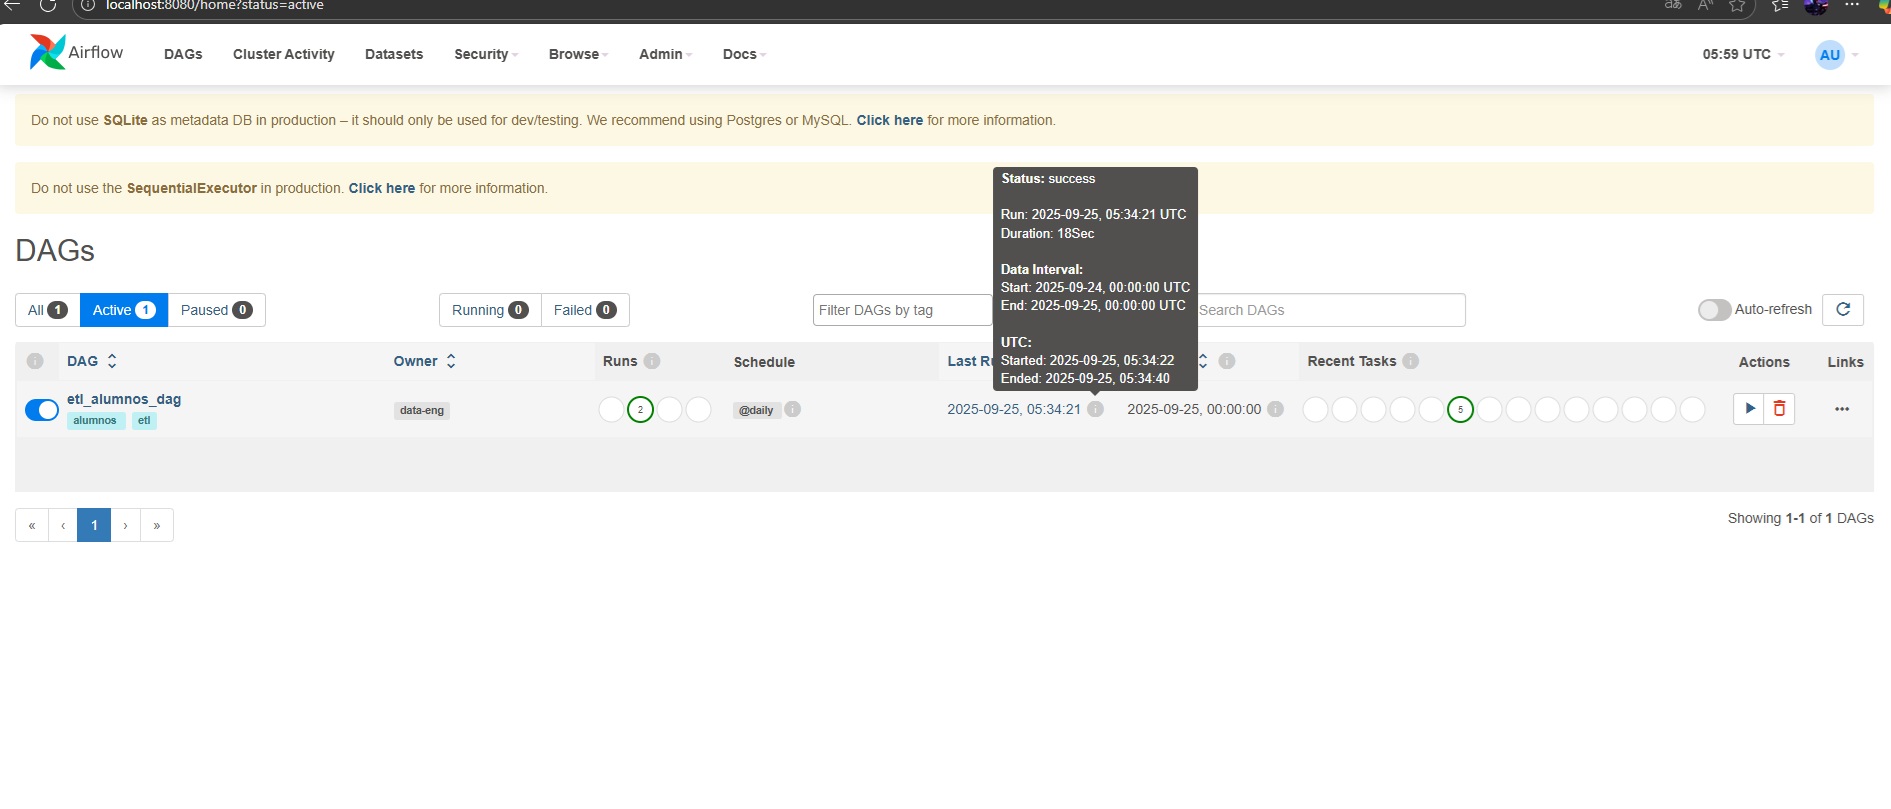 localhost:8080/home?status=active
Airflow DAGs Cluster Activity Datasets Security Browse Admin Docs 05:59 UTC AU
Do not use SQLite as metadata DB in production – it should only be used for dev/testing. We recommend using Postgres or MySQL. Click here for more information.
Do not use the SequentialExecutor in production. Click here for more information.
Status: success
Run: 2025-09-25, 05:34:21 UTC
Duration: 18Sec
Data Interval:
Start: 2025-09-24, 00:00:00 UTC
End: 2025-09-25, 00:00:00 UTC
UTC:
Started: 2025-09-25, 05:34:22
Ended: 2025-09-25, 05:34:40
DAGs
All 1 Active 1 Paused 0 Running 0 Failed 0 Filter DAGs by tag Search DAGs Auto-refresh
DAG Owner Runs Schedule Last Recent Tasks Actions Links
etl_alumnos_dag
alumnos etl
data-eng 2 @daily 2025-09-25, 05:34:21 2025-09-25, 00:00:00 5
« ‹ 1 › »
Showing 1-1 of 1 DAGs